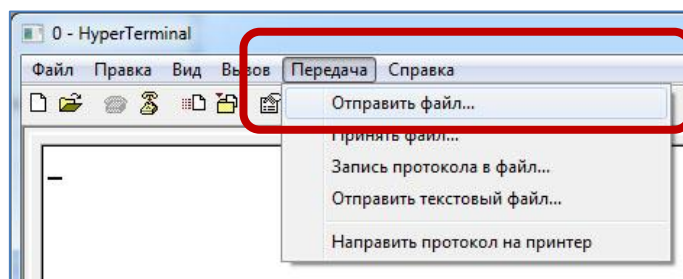 0 - HyperTerminal
Файл Правка Вид Вызов Передача Справка
Отправить файл...
Принять файл...
Запись протокола в файл...
Отправить текстовый файл...
Направить протокол на принтер